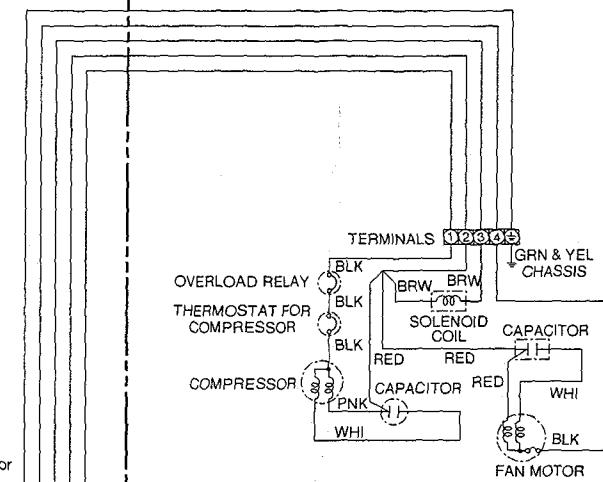 TERMINALS 1 2 3 4
GRN & YEL
CHASSIS
BLK
OVERLOAD RELAY
BRW
BRW
BLK
THERMOSTAT FOR
COMPRESSOR
SOLENOID
COIL
CAPACITOR
BLK
RED
RED
COMPRESSOR
CAPACITOR
RED
WHI
PNK
WHI
BLK
or
FAN MOTOR